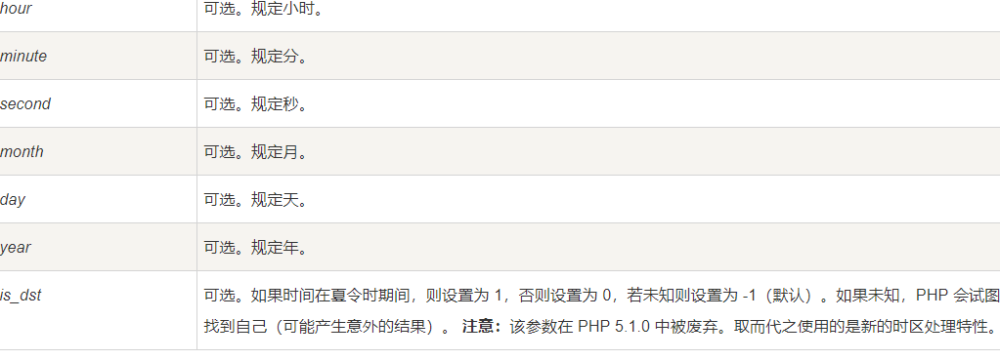 hour 可选。规定小时。
minute 可选。规定分。
second 可选。规定秒。
month 可选。规定月。
day 可选。规定天。
year 可选。规定年。
is_dst 可选。如果时间在夏令时期间，则设置为 1，否则设置为 0，若未知则设置为 -1（默认）。如果未知，PHP 会试图
找到自己（可能产生意外的结果）。 注意：该参数在 PHP 5.1.0 中被废弃。取而代之使用的是新的时区处理特性。